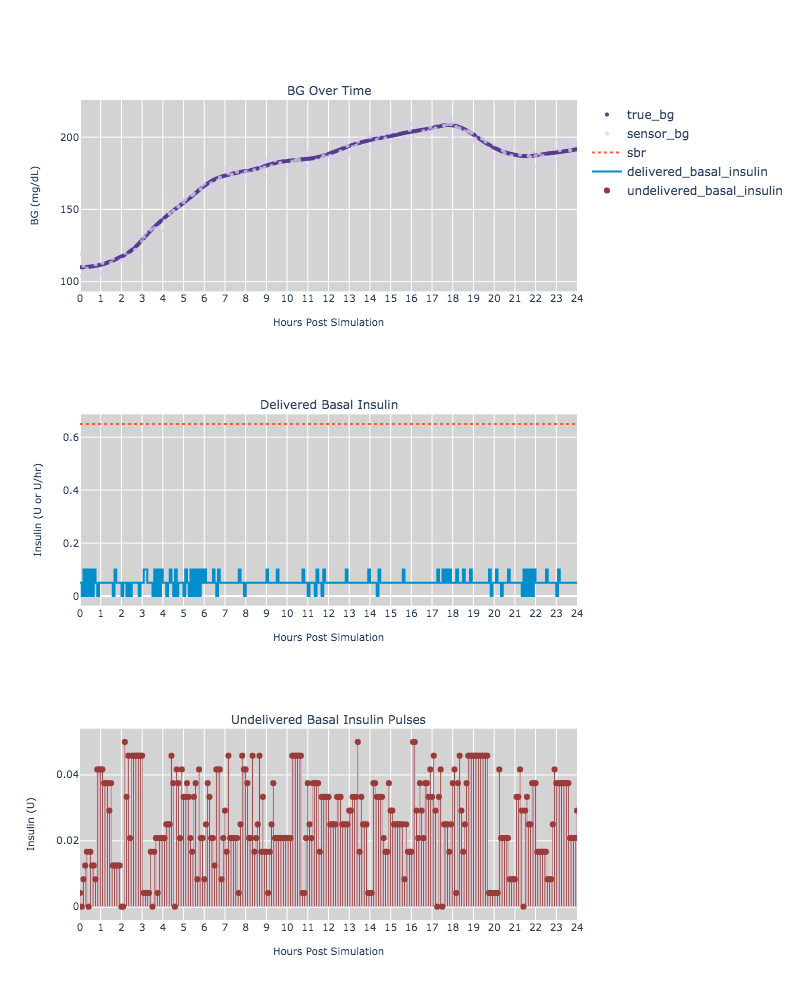 BG Over Time
true_bg
sensor_bg
sbr
delivered_basal_insulin
undelivered_basal_insulin
BG (mg/dL)
200
150
100
0 1 2 3 4 5 6 7 8 9 10 11 12 13 14 15 16 17 18 19 20 21 22 23 24
Hours Post Simulation
Delivered Basal Insulin
Insulin (U or U/hr)
0.6
0.4
0.2
0
0 1 2 3 4 5 6 7 8 9 10 11 12 13 14 15 16 17 18 19 20 21 22 23 24
Hours Post Simulation
Undelivered Basal Insulin Pulses
Insulin (U)
0.04
0.02
0
0 1 2 3 4 5 6 7 8 9 10 11 12 13 14 15 16 17 18 19 20 21 22 23 24
Hours Post Simulation